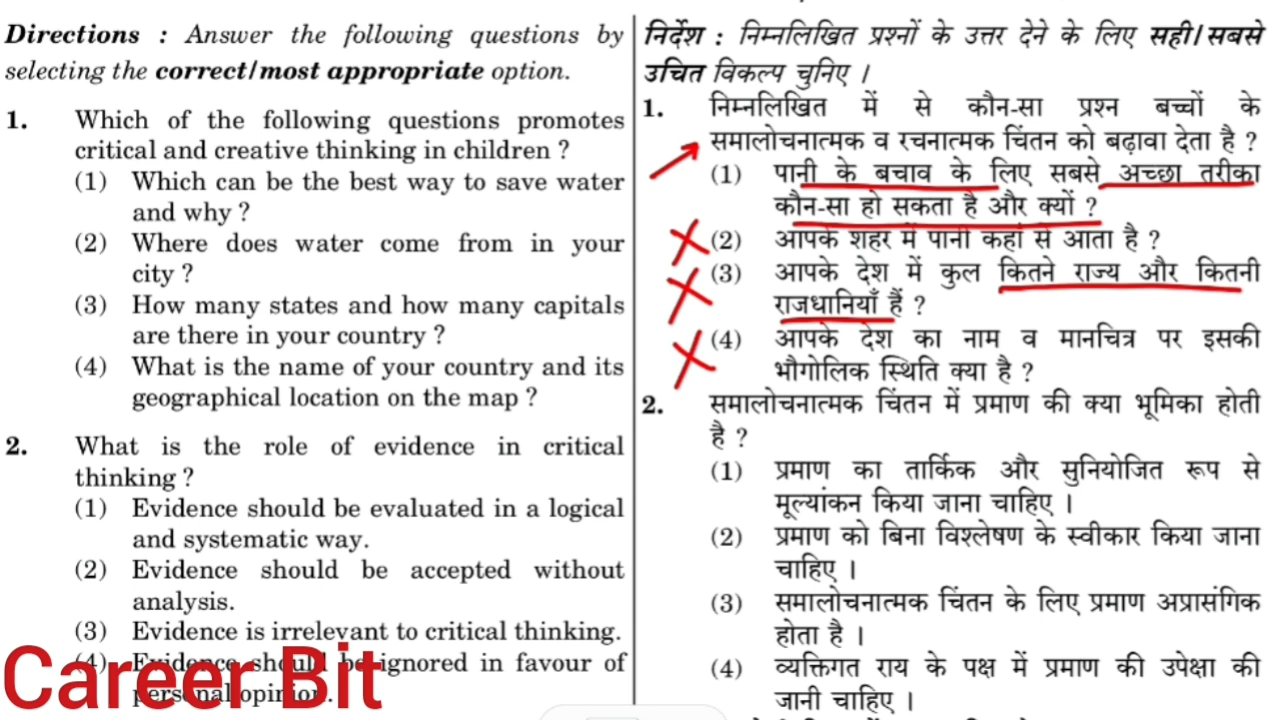 Directions : Answer the following questions by
selecting the correct/most appropriate option.
1. Which of the following questions promotes
critical and creative thinking in children ?
(1) Which can be the best way to save water
and why ?
(2) Where does water come from in your
city ?
(3) How many states and how many capitals
are there in your country ?
(4) What is the name of your country and its
geographical location on the map ?
2. What is the role of evidence in critical
thinking ?
(1) Evidence should be evaluated in a logical
and systematic way.
(2) Evidence should be accepted without
analysis.
(3) Evidence is irrelevant to critical thinking.
(4) Evidence should be ignored in favour of
personal opinion.
Career Bit
निर्देश : निम्नलिखित प्रश्नों के उत्तर देने के लिए सही/सबसे
उचित विकल्प चुनिए ।
1. निम्नलिखित में से कौन-सा प्रश्न बच्चों के
समालोचनात्मक व रचनात्मक चिंतन को बढ़ावा देता है ?
(1) पानी के बचाव के लिए सबसे अच्छा तरीका
कौन-सा हो सकता है और क्यों ?
(2) आपके शहर में पानी कहाँ से आता है ?
(3) आपके देश में कुल कितने राज्य और कितनी
राजधानियाँ हैं ?
(4) आपके देश का नाम व मानचित्र पर इसकी
भौगोलिक स्थिति क्या है ?
2. समालोचनात्मक चिंतन में प्रमाण की क्या भूमिका होती
है ?
(1) प्रमाण का तार्किक और सुनियोजित रूप से
मूल्यांकन किया जाना चाहिए ।
(2) प्रमाण को बिना विश्लेषण के स्वीकार किया जाना
चाहिए ।
(3) समालोचनात्मक चिंतन के लिए प्रमाण अप्रासंगिक
होता है ।
(4) व्यक्तिगत राय के पक्ष में प्रमाण की उपेक्षा की
जानी चाहिए ।